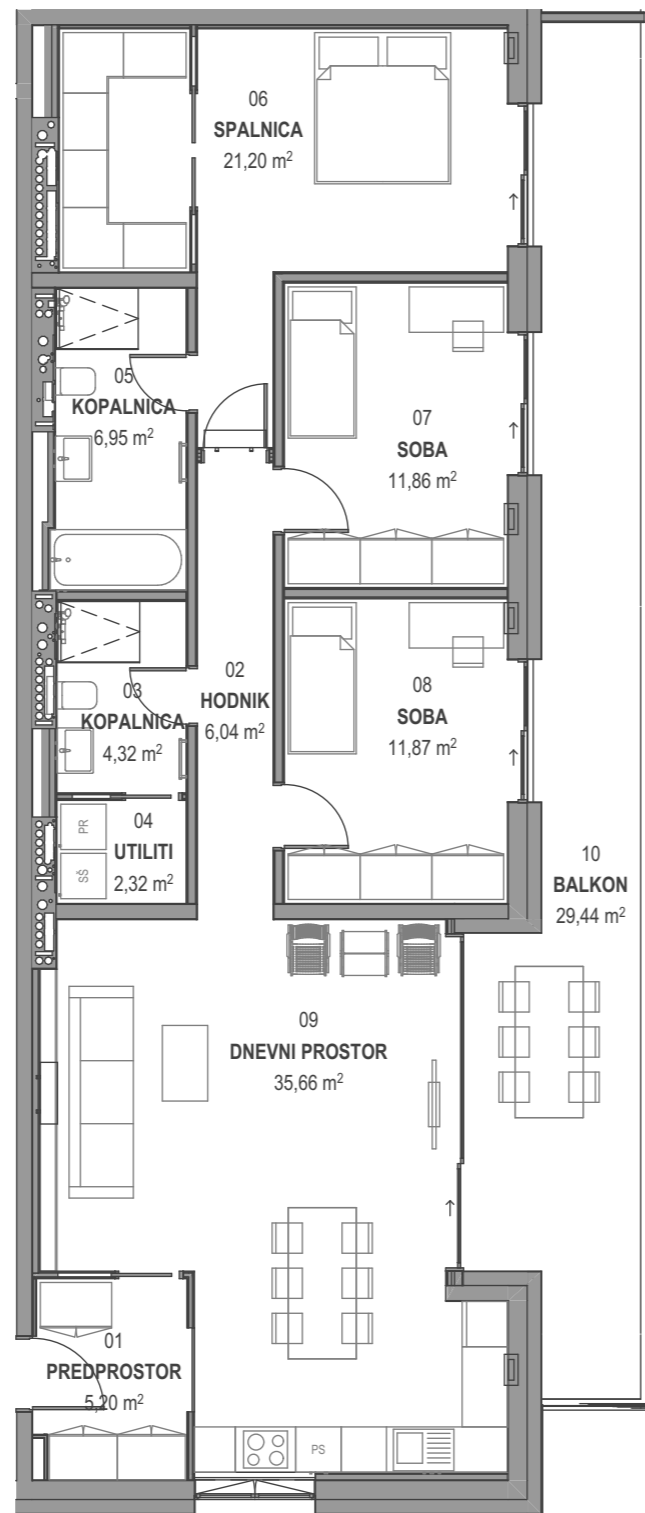 06
SPALNICA
21,20 m²
05
KOPALNICA
6,95 m²
07
SOBA
11,86 m²
02
HODNIK
6,04 m²
03
KOPALNICA
4,32 m²
08
SOBA
11,87 m²
04
UTILITI
2,32 m²
PR
SŠ
10
BALKON
29,44 m²
09
DNEVNI PROSTOR
35,66 m²
01
PREDPROSTOR
5,20 m²
PS